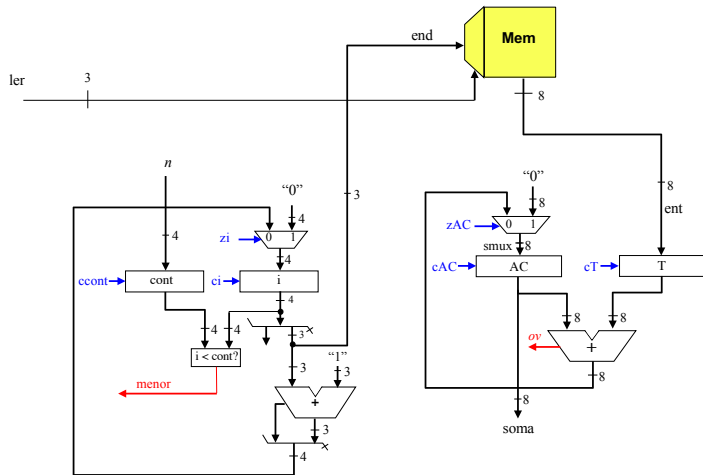 end
Mem
3
ler
8
n
“0”
“0”
3
8
ent
4
4
8
zi
0 1
zAC
0 1
smux
8
4
ccont
cont
ci
i
cAC
AC
cT
T
4
4
4
3
8
8
i < cont?
ov
+
menor
3
“1”
3
8
+
3
8
4
soma